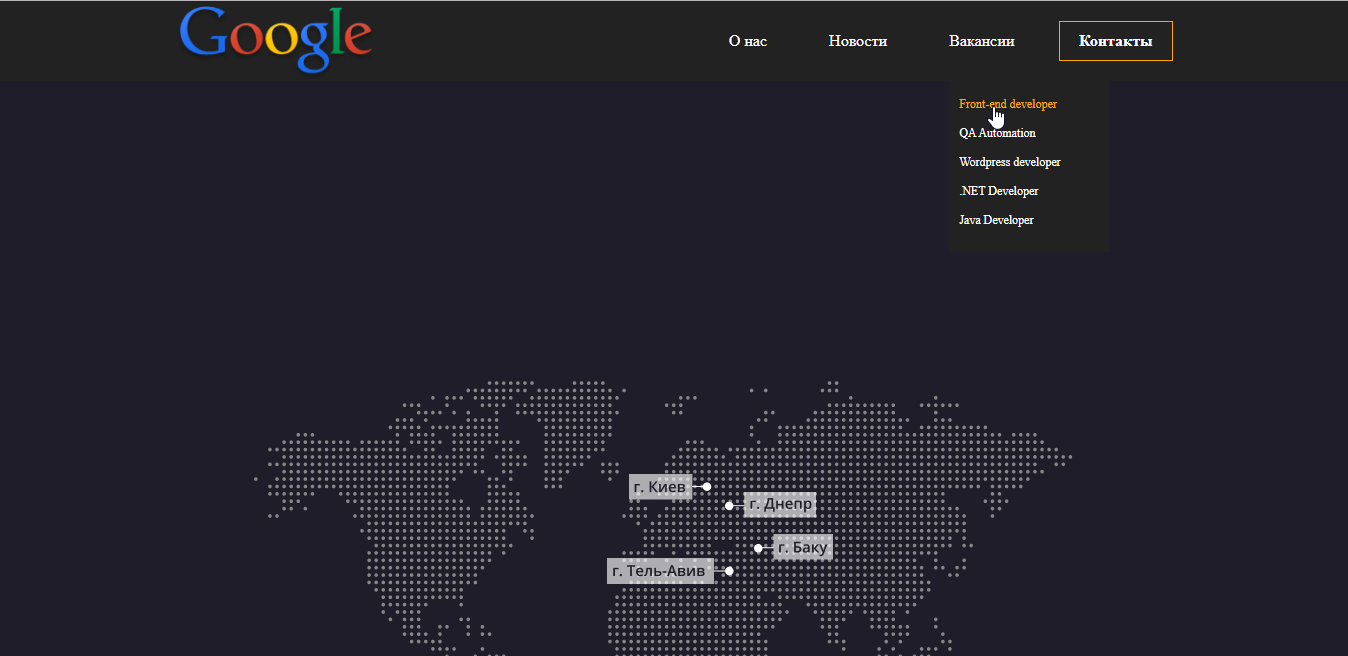 Google
О нас
Новости
Вакансии
Контакты
Front-end developer
QA Automation
Wordpress developer
.NET Developer
Java Developer
г. Киев
г. Днепр
г. Баку
г. Тель-Авив